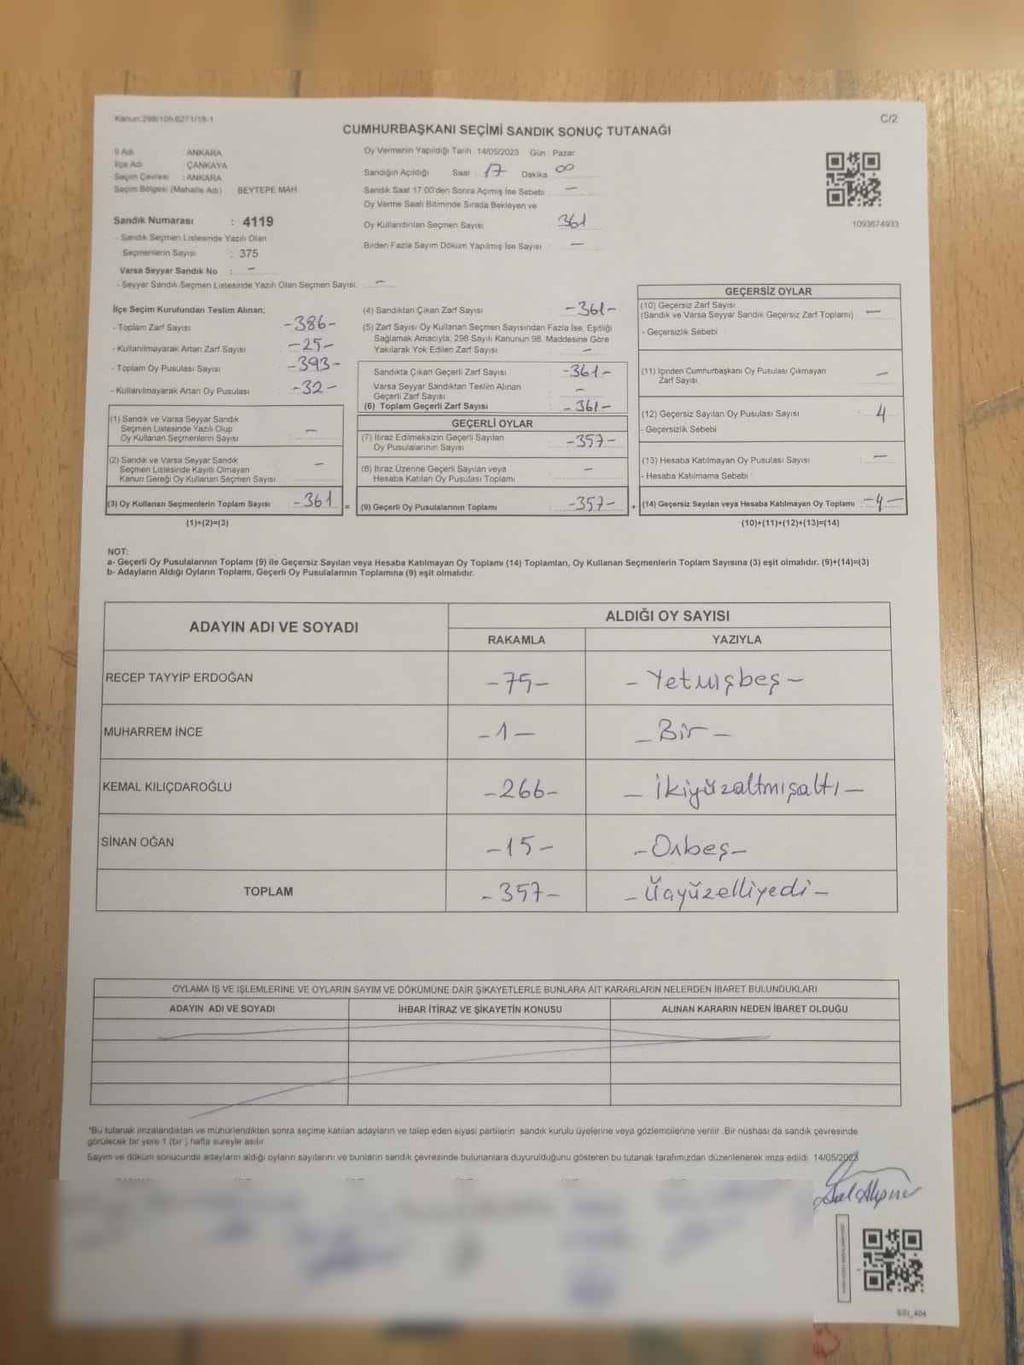 Kanun:298/109,6271/19-1
C/2
CUMHURBAŞKANI SEÇİMİ SANDIK SONUÇ TUTANAĞI
İl Adı ANKARA
İlçe Adı ÇANKAYA
Seçim Çevresi : ANKARA
Seçim Bölgesi (Mahalle Adı) BEYTEPE MAH
Sandık Numarası : 4119
- Sandık Seçmen Listesinde Yazılı Olan
Seçmenlerin Sayısı : 375
Varsa Seyyar Sandık No : -
- Seyyar Sandık Seçmen Listesinde Yazılı Olan Seçmen Sayısı: -
Oy Vermenin Yapıldığı Tarih 14/05/2023 Gün Pazar
Sandığın Açıldığı Saat 17 Dakika 00
Sandık Saat 17:00'den Sonra Açımış İse Sebebi -
Oy Verme Saati Bitiminde Sırada Bekleyen ve
Oy Kullandırılan Seçmen Sayısı 361
Birden Fazla Sayım Döküm Yapılmış İse Sayısı -
1093674933
İlçe Seçim Kurulundan Teslim Alınan:
- Toplam Zarf Sayısı -386-
- Kullanılmayarak Artan Zarf Sayısı -25-
- Toplam Oy Pusulası Sayısı -393-
- Kullanılmayarak Artan Oy Pusulası -32-
(1) Sandık ve Varsa Seyyar Sandık
Seçmen Listesinde Yazılı Olup
Oy Kullanan Seçmenlerin Sayısı -
(2) Sandık ve Varsa Seyyar Sandık
Seçmen Listesinde Kayıtlı Olmayan
Kanun Gereği Oy Kullanan Seçmen Sayısı -
(3) Oy Kullanan Seçmenlerin Toplam Sayısı -361
(1)+(2)=(3)
(4) Sandıktan Çıkan Zarf Sayısı -361-
(5) Zarf Sayısı Oy Kullanan Seçmen Sayısından Fazla İse, Eşitliği
Sağlamak Amacıyla, 298 Sayılı Kanunun 98. Maddesine Göre
Yakılarak Yok Edilen Zarf Sayısı -
Sandıkta Çıkan Geçerli Zarf Sayısı -361-
Varsa Seyyar Sandıktan Teslim Alınan
Geçerli Zarf Sayısı -
(6) Toplam Geçerli Zarf Sayısı -361-
GEÇERLİ OYLAR
(7) İtiraz Edilmeksizin Geçerli Sayılan
Oy Pusulalarının Sayısı -357-
(8) İtiraz Üzerine Geçerli Sayılan veya
Hesaba Katılan Oy Pusulası Toplamı -
= (9) Geçerli Oy Pusulalarının Toplamı -357-
GEÇERSİZ OYLAR
(10) Geçersiz Zarf Sayısı
(Sandık ve Varsa Seyyar Sandık Geçersiz Zarf Toplamı) -
- Geçersizlik Sebebi
(11) İçinden Cumhurbaşkanı Oy Pusulası Çıkmayan
Zarf Sayısı -
(12) Geçersiz Sayılan Oy Pusulası Sayısı 4
- Geçersizlik Sebebi
(13) Hesaba Katılmayan Oy Pusulası Sayısı -
- Hesaba Katılmama Sebebi
+ (14) Geçersiz Sayılan veya Hesaba Katılmayan Oy Toplamı -4-
(10)+(11)+(12)+(13)=(14)
NOT:
a- Geçerli Oy Pusulalarının Toplamı (9) ile Geçersiz Sayılan veya Hesaba Katılmayan Oy Toplamı (14) Toplamları, Oy Kullanan Seçmenlerin Toplam Sayısına (3) eşit olmalıdır. (9)+(14)=(3)
b- Adayların Aldığı Oyların Toplamı, Geçerli Oy Pusulalarının Toplamına (9) eşit olmalıdır.
ADAYIN ADI VE SOYADI ALDIĞI OY SAYISI
RAKAMLA YAZIYLA
RECEP TAYYIP ERDOĞAN -75- -Yetmişbeş-
MUHARREM İNCE -1- -Bir-
KEMAL KILIÇDAROĞLU -266- -İkiyüzaltmışaltı-
SİNAN OĞAN -15- -Onbeş-
TOPLAM -357- -Üçyüzelliyedi-
OYLAMA İŞ VE İŞLEMLERİNE VE OYLARIN SAYIM VE DÖKÜMÜNE DAİR ŞİKAYETLERLE BUNLARA AİT KARARLARIN NELERDEN İBARET BULUNDUKLARI
ADAYIN ADI VE SOYADI İHBAR İTİRAZ VE ŞİKAYETİN KONUSU ALINAN KARARIN NEDEN İBARET OLDUĞU
*Bu tutanak imzalandıktan ve mühürlendikten sonra seçime katılan adayların ve talep eden siyasi partilerin sandık kurulu üyelerine veya gözlemcilerine verilir. Bir nüshası da sandık çevresinde
görülecek bir yere 1 (bir ) hafta süreyle asılır
Sayım ve döküm sonucunda adayların aldığı oyların sayılarını ve bunların sandık çevresinde bulunanlara duyurulduğunu gösteren bu tutanak tarafımızdan düzenlenerek imza edildi. 14/05/2023